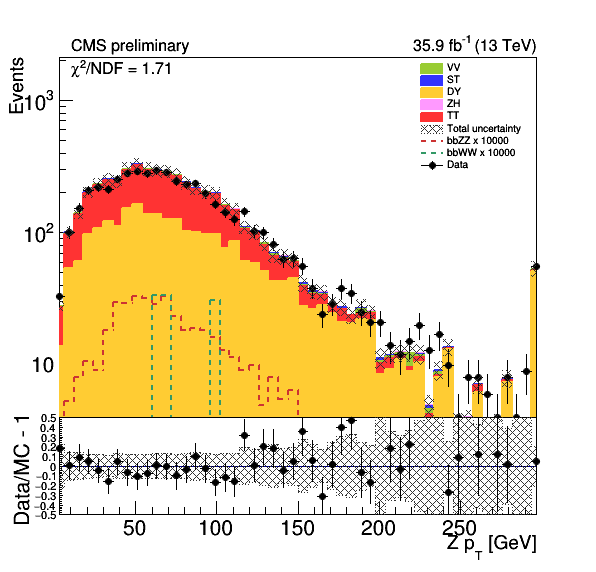 CMS preliminary
35.9 fb⁻¹ (13 TeV)
Events
χ²/NDF = 1.71
VV
ST
DY
ZH
TT
Total uncertainty
bbZZ x 10000
bbWW x 10000
Data
10³
10²
10
Data/MC - 1
0.5
0.4
0.3
0.2
0.1
0
-0.1
-0.2
-0.3
-0.4
-0.5
50
100
150
200
250
Z p_T [GeV]